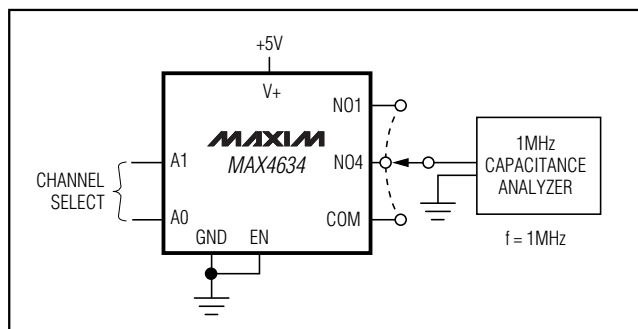 +5V
V+
NO1
MAXIM
MAX4634
A1
NO4
1MHz
CAPACITANCE
ANALYZER
CHANNEL
SELECT
A0
COM
GND EN
f = 1MHz